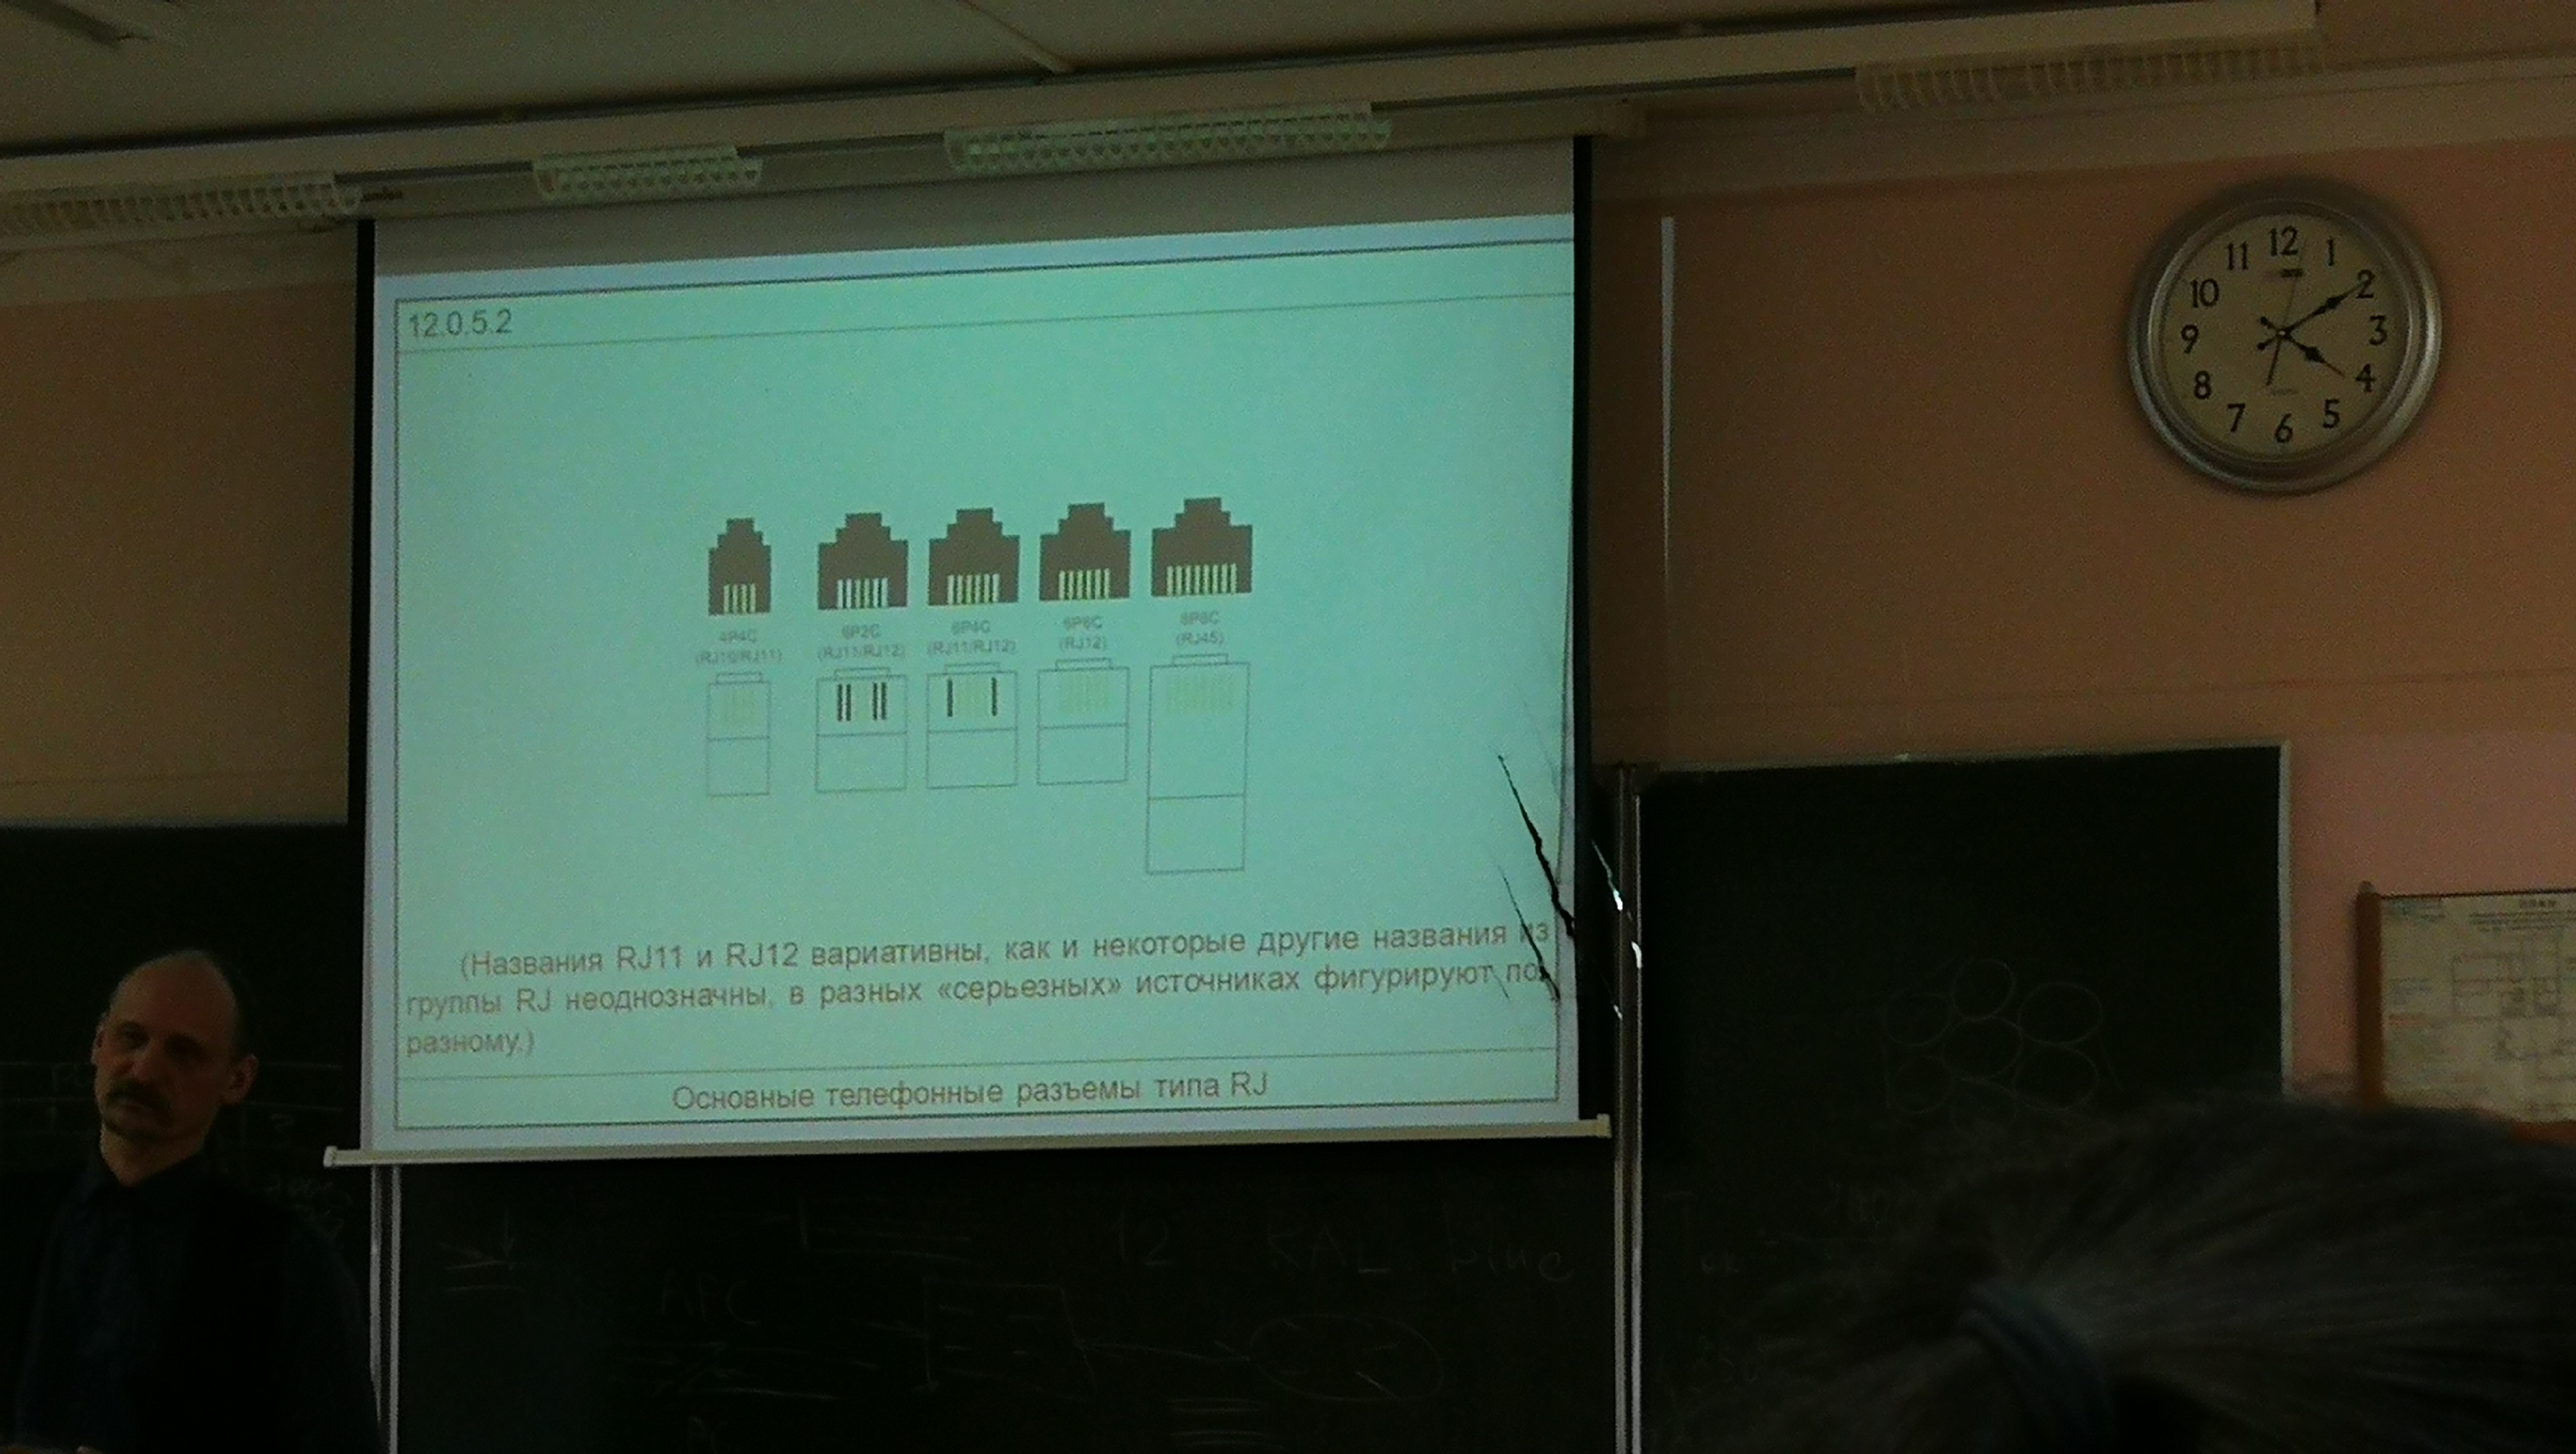 12.0.5.2
4P4C 6P2C 6P4C 6P6C 8P8C
(RJ10/RJ11) (RJ11/RJ12) (RJ11/RJ12) (RJ12) (RJ45)
(Названия RJ11 и RJ12 вариативны, как и некоторые другие названия из
группы RJ неоднозначны, в разных «серьезных» источниках фигурируют по-
разному.)
Основные телефонные разъемы типа RJ
12
1
2
3
4
5
6
7
8
9
10
11
APC
12
blue